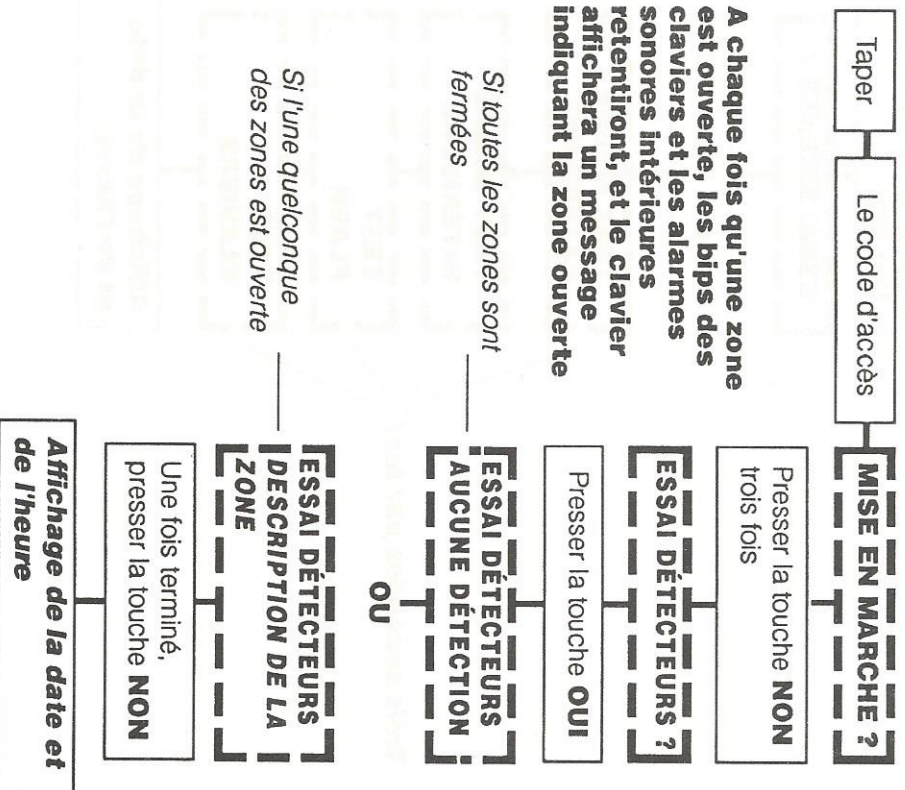 Taper
Le code d'accès
MISE EN MARCHE ?
Presser la touche NON
trois fois
ESSAI DÉTECTEURS ?
Presser la touche OUI
A chaque fois qu'une zone
est ouverte, les bips des
claviers et les alarmes
sonores intérieures
retentiront, et le clavier
affichera un message
indiquant la zone ouverte
Si toutes les zones sont
fermées
ESSAI DÉTECTEURS
AUCUNE DÉTECTION
OU
Si l'une quelconque
des zones est ouverte
ESSAI DÉTECTEURS
DESCRIPTION DE LA
ZONE
Une fois terminé,
presser la touche NON
Affichage de la date et
de l'heure